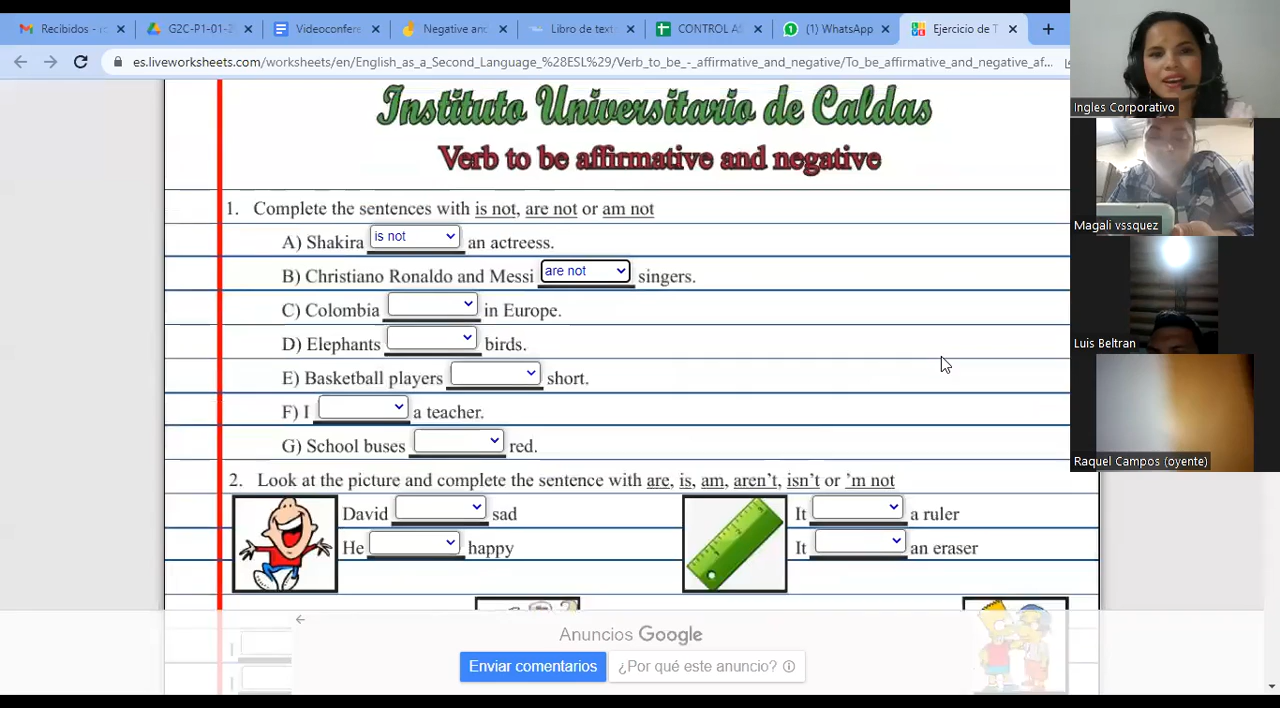 Recibidos - (
G2C-P1-01-2
Videoconfere
Negative and
Libro de text
CONTROL A
(1) WhatsApp
Ejercicio de T
es.liveworksheets.com/worksheets/en/English_as_a_Second_Language_%28ESL%29/Verb_to_be_-_affirmative_and_negative/To_be_affirmative_and_negative_af...
Instituto Universitario de Caldas
Verb to be affirmative and negative
1. Complete the sentences with is not, are not or am not
A) Shakira is not an actreess.
B) Christiano Ronaldo and Messi are not singers.
C) Colombia in Europe.
D) Elephants birds.
E) Basketball players short.
F) I a teacher.
G) School buses red.
2. Look at the picture and complete the sentence with are, is, am, aren't, isn't or 'm not
David sad
He happy
It a ruler
It an eraser
Anuncios Google
Enviar comentarios
¿Por qué este anuncio?
Ingles Corporativo
Magali vssquez
Luis Beltran
Raquel Campos (oyente)